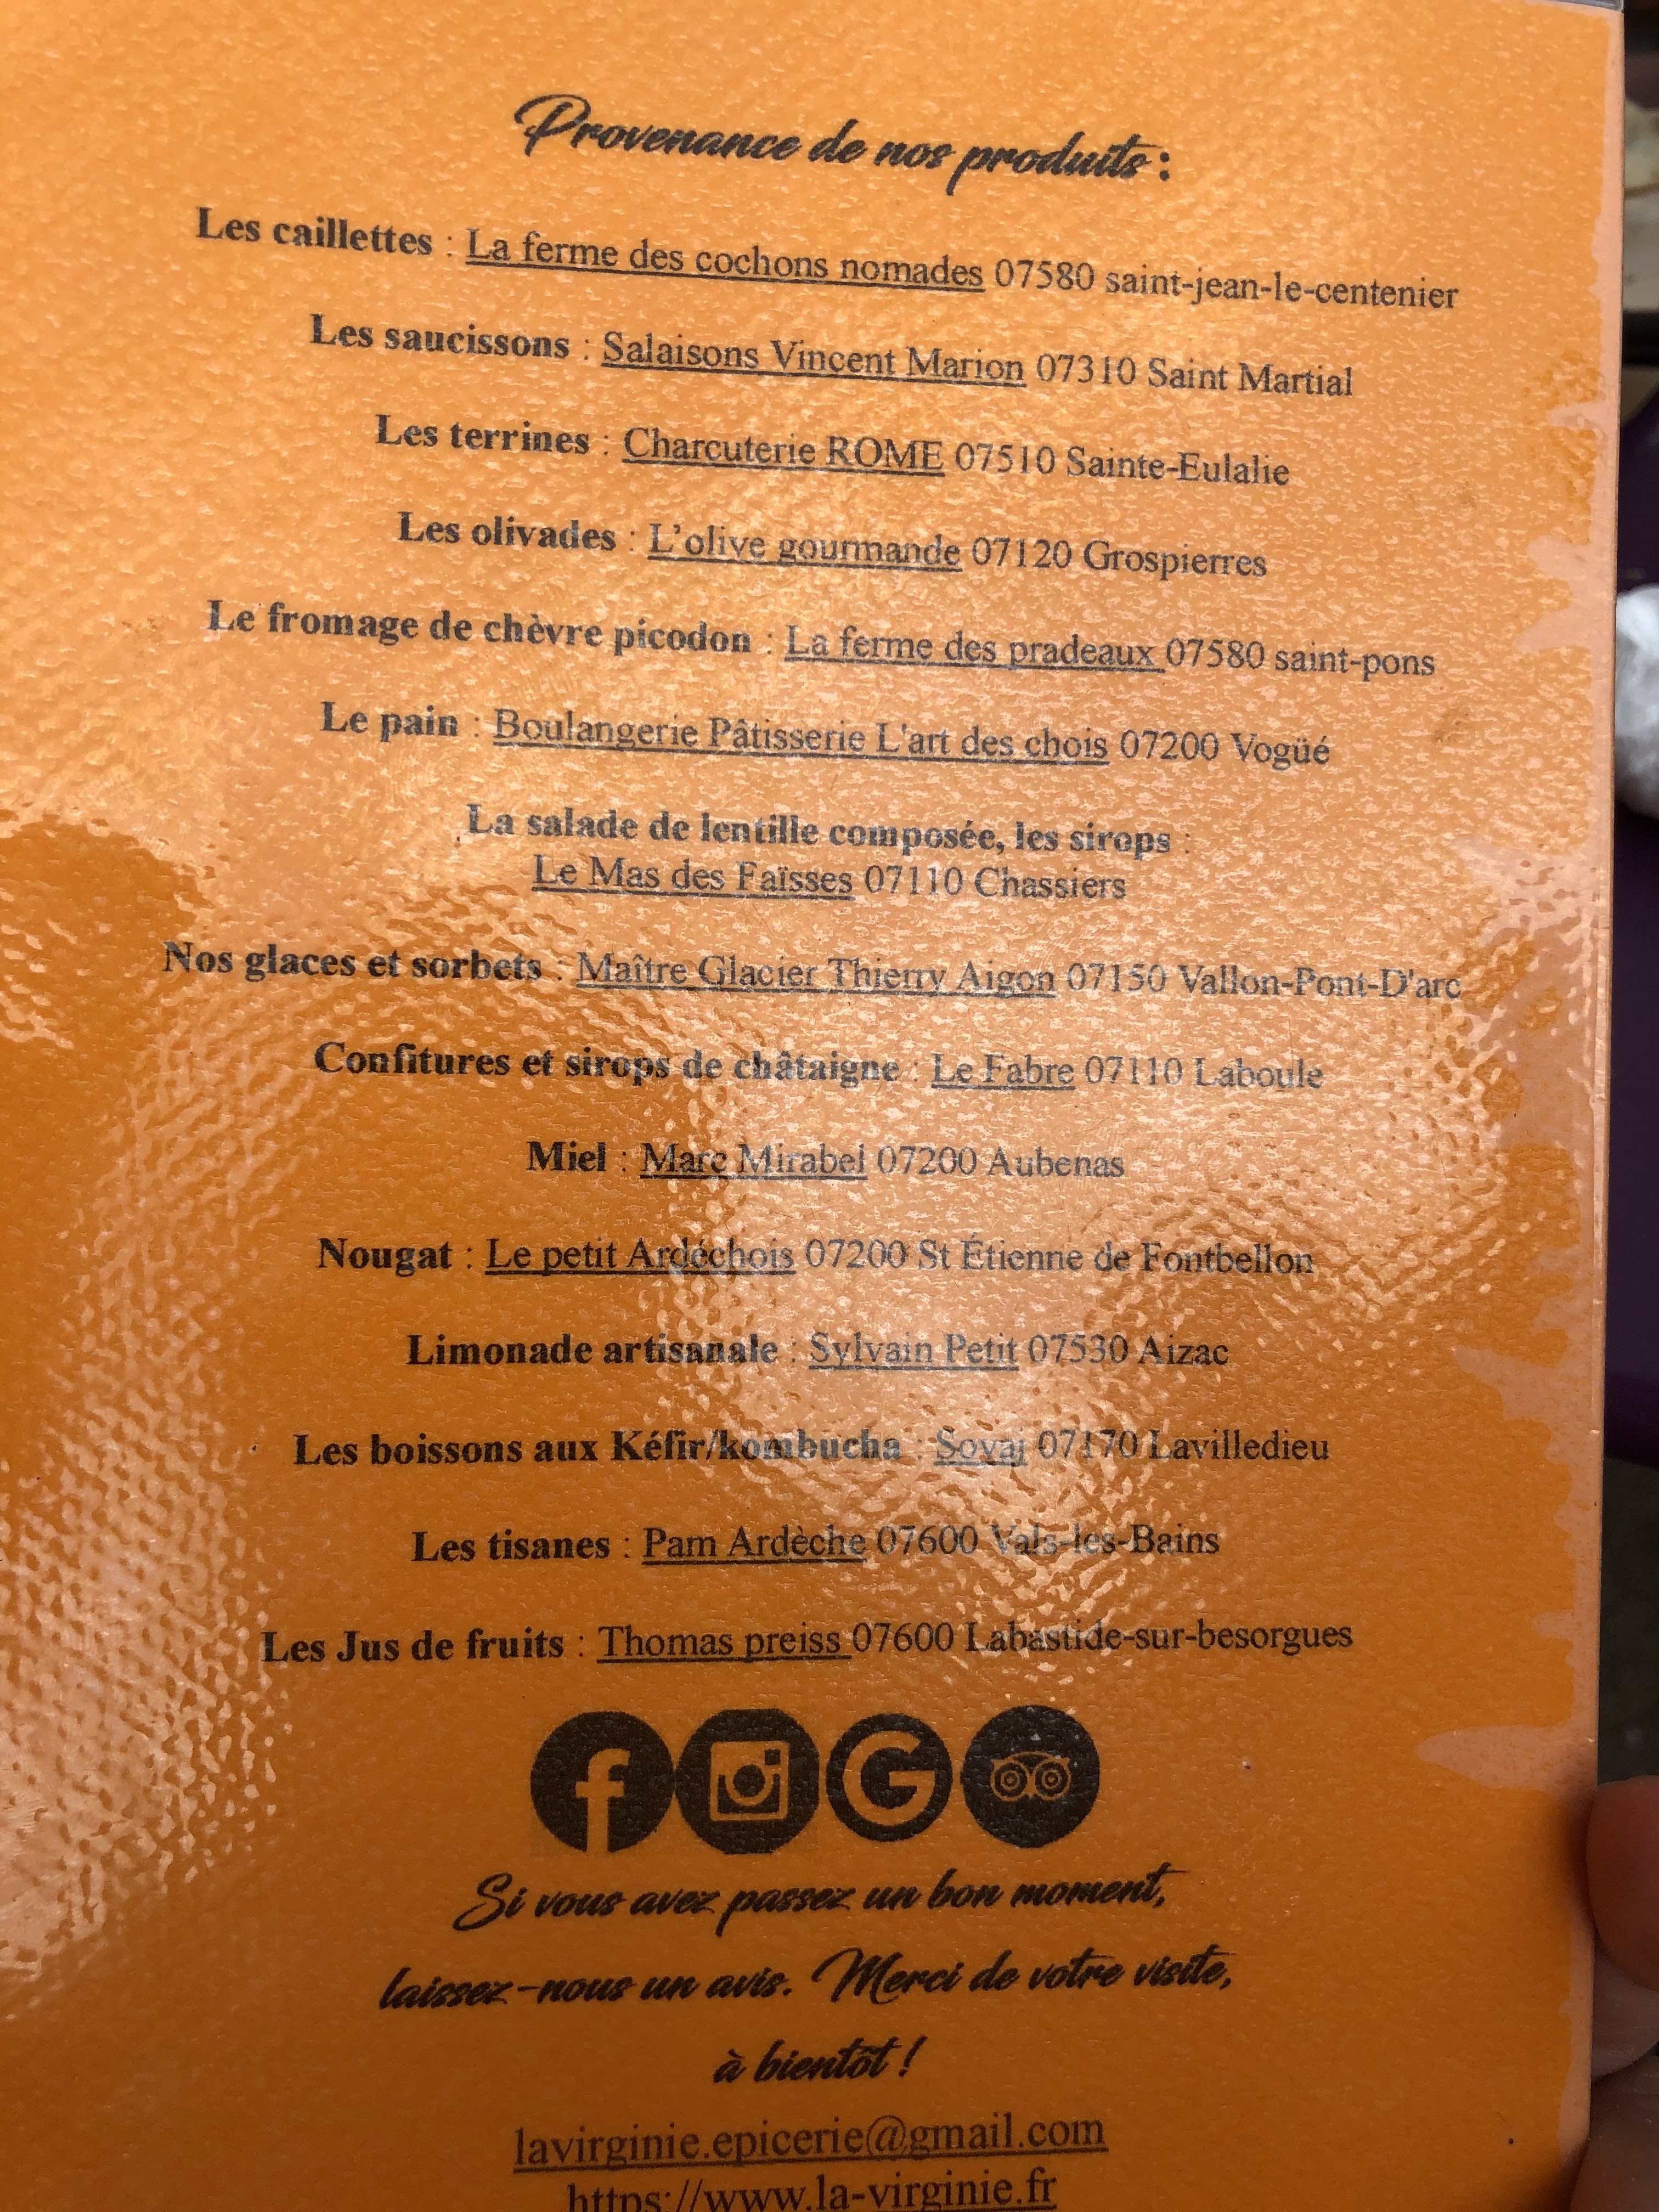 Provenance de nos produits :
Les caillettes : La ferme des cochons nomades 07580 saint-jean-le-centenier
Les saucissons : Salaisons Vincent Marion 07310 Saint Martial
Les terrines : Charcuterie ROME 07510 Sainte-Eulalie
Les olivades : L'olive gourmande 07120 Grospierres
Le fromage de chèvre picodon : La ferme des pradeaux 07580 saint-pons
Le pain : Boulangerie Pâtisserie L'art des chois 07200 Vogüé
La salade de lentille composée, les sirops :
Le Mas des Faïsses 07110 Chassiers
Nos glaces et sorbets : Maître Glacier Thierry Aigon 07150 Vallon-Pont-D'arc
Confitures et sirops de châtaigne : Le Fabre 07110 Laboule
Miel : Marc Mirabel 07200 Aubenas
Nougat : Le petit Ardéchois 07200 St Étienne de Fontbellon
Limonade artisanale : Sylvain Petit 07530 Aizac
Les boissons aux Kéfir/kombucha : Sovaj 07170 Lavilledieu
Les tisanes : Pam Ardèche 07600 Vals-les-Bains
Les Jus de fruits : Thomas preiss 07600 Labastide-sur-besorgues
Si vous avez passez un bon moment,
laissez-nous un avis. Merci de votre visite,
à bientôt !
lavirginie.epicerie@gmail.com
https://www.la-virginie.fr